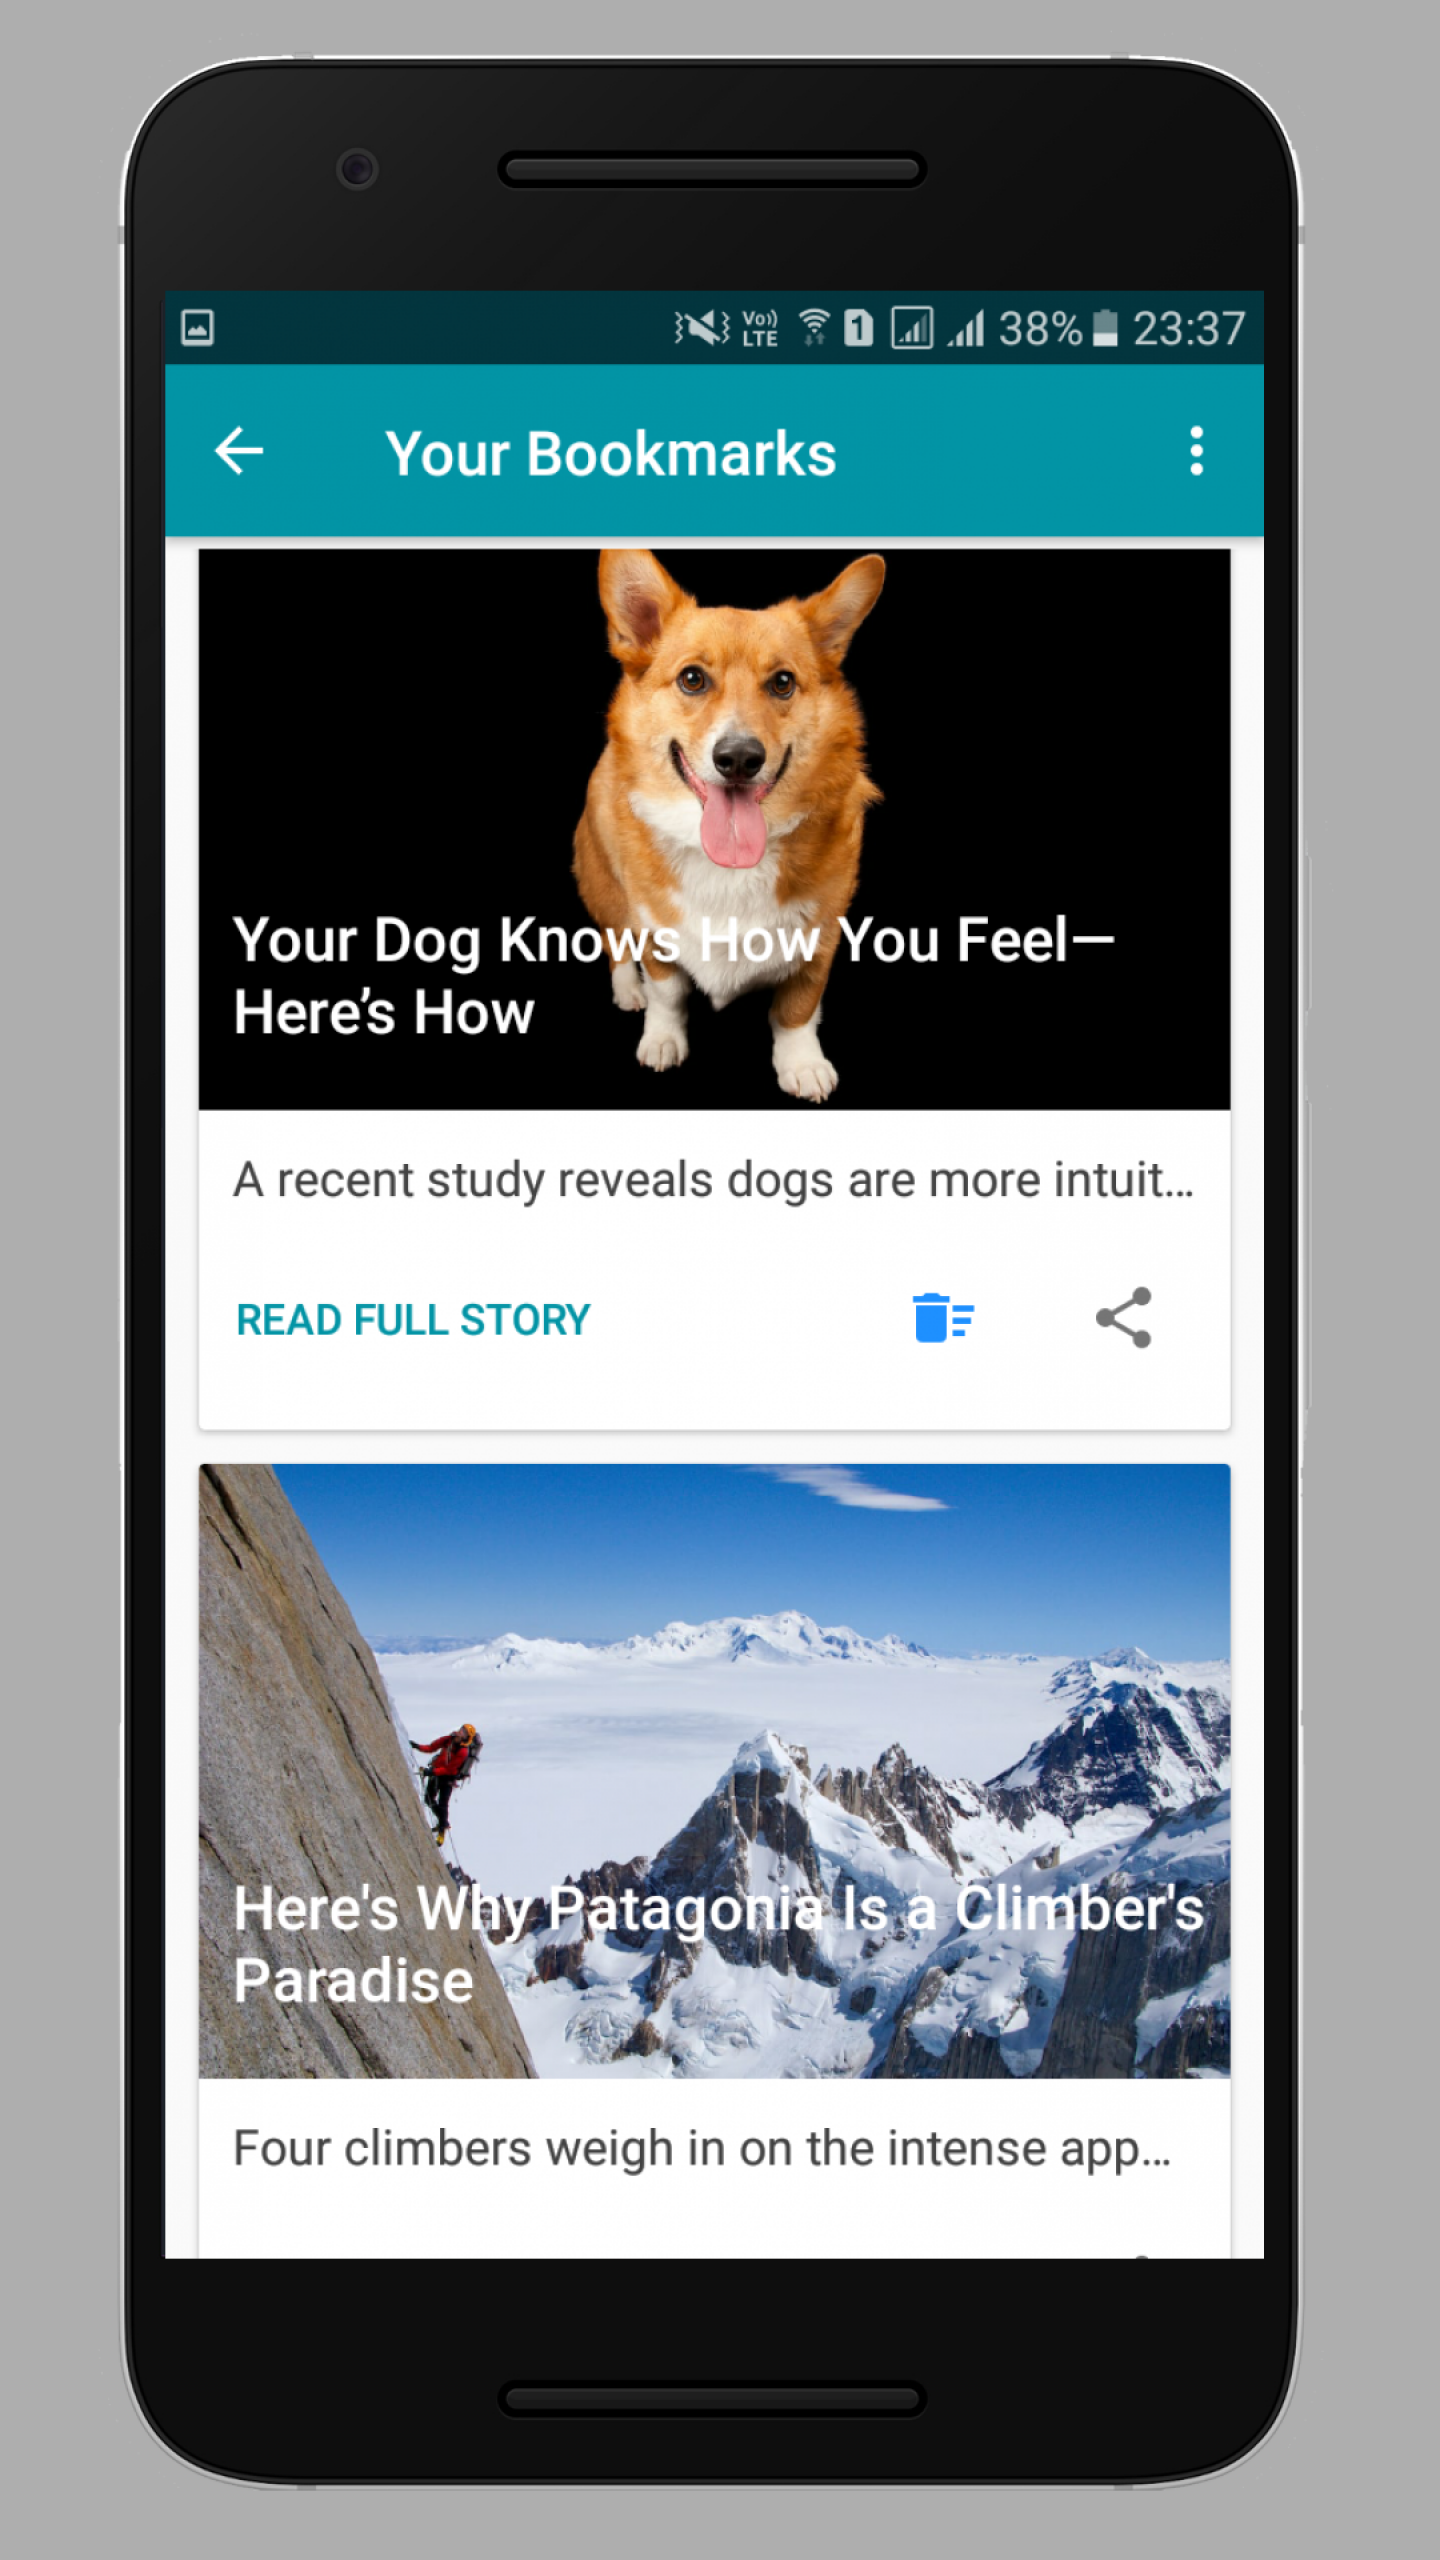 Vo)) LTE 1 38% 23:37
Your Bookmarks
Your Dog Knows How You Feel—
Here’s How
A recent study reveals dogs are more intuit...
READ FULL STORY
Here's Why Patagonia Is a Climber's
Paradise
Four climbers weigh in on the intense app...